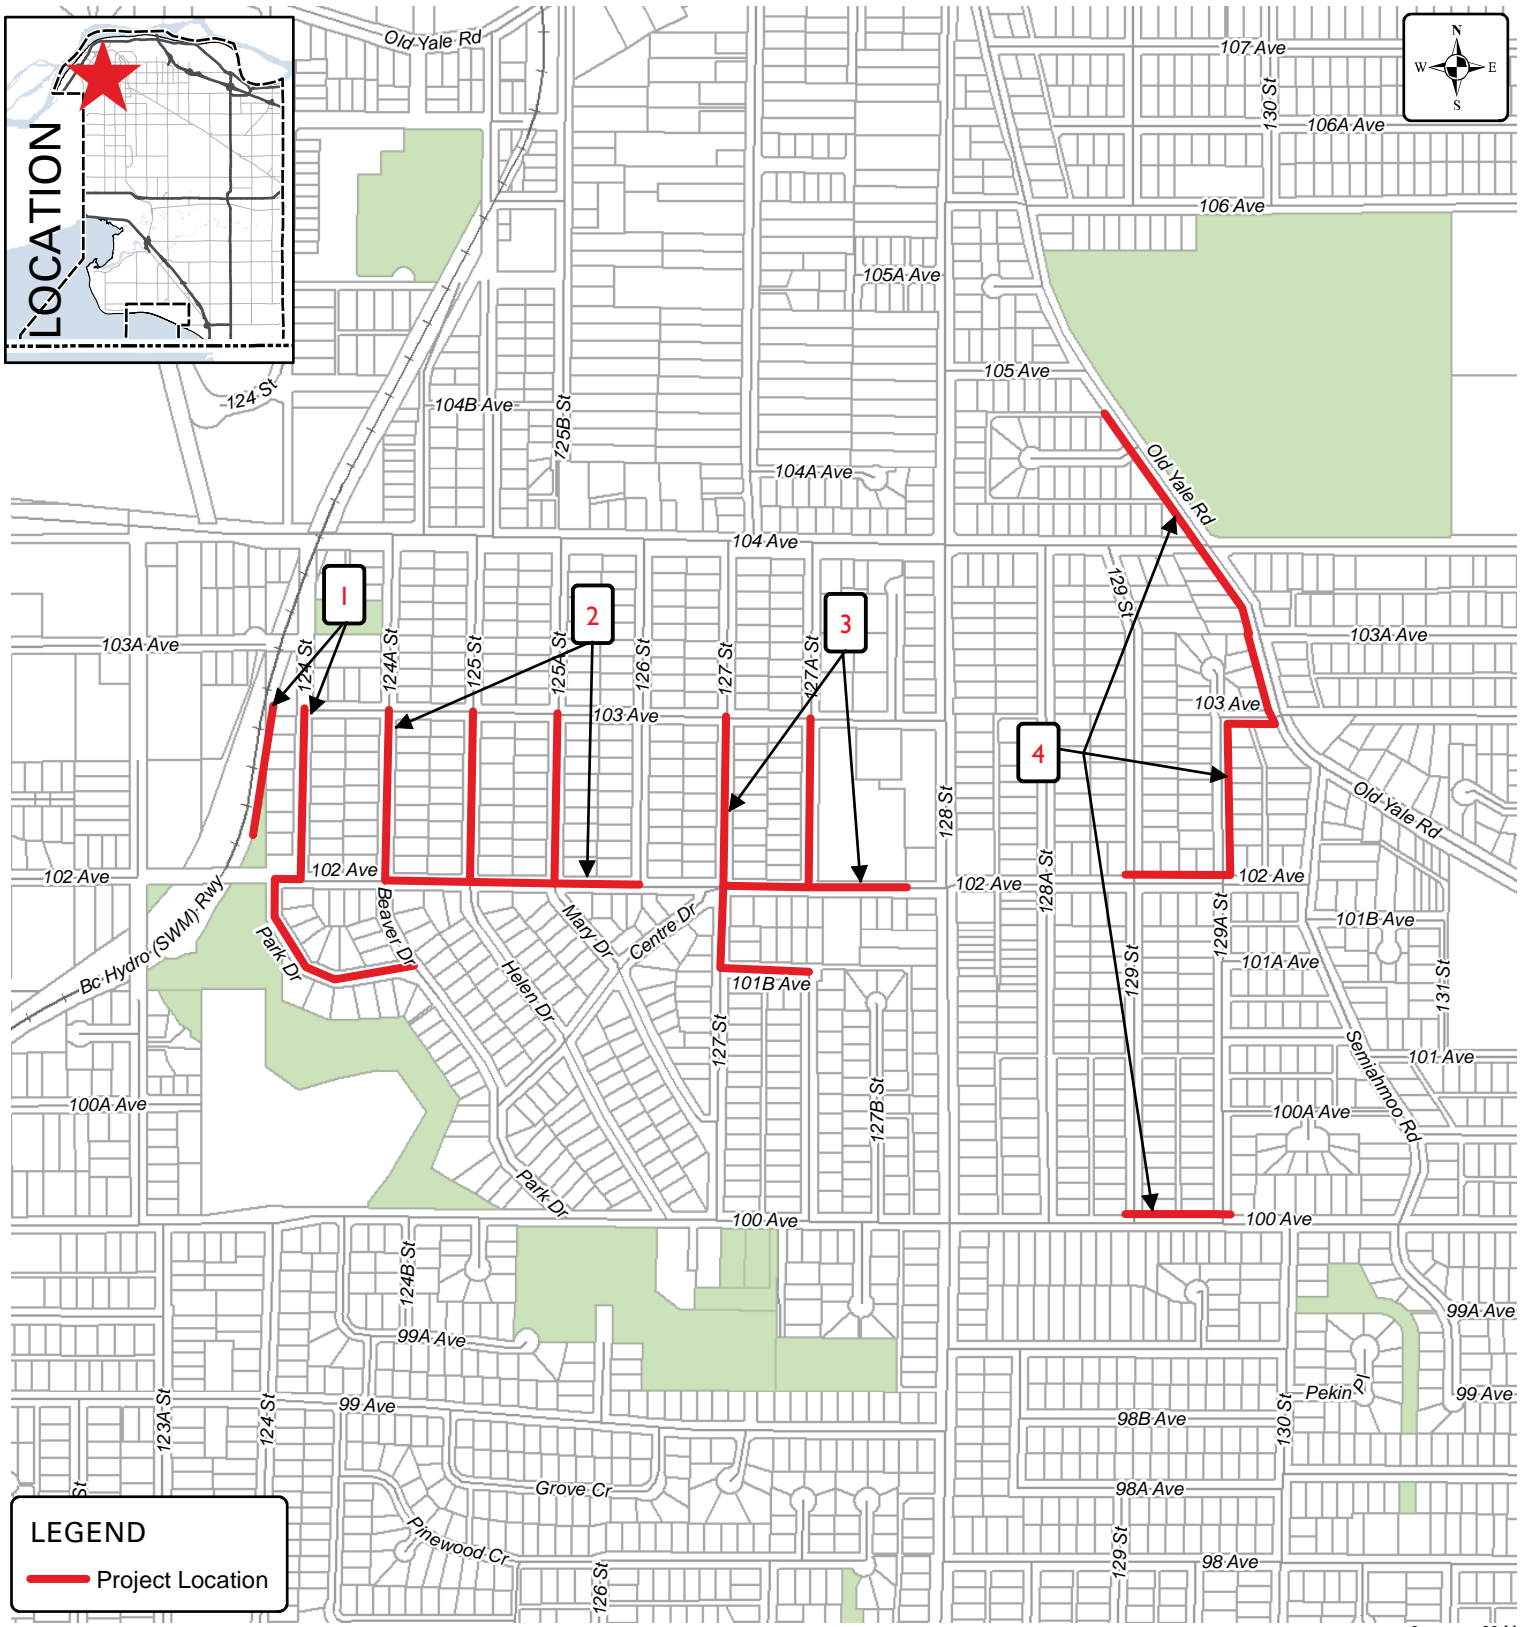 Old Yale Rd
107 Ave
N
W
E
S
130 St
106A Ave
LOCATION
106 Ave
105A Ave
105 Ave
124 St
104B Ave
125B St
104A Ave
Old Yale Rd
104 Ave
1
2
3
129 St
103A Ave
124 St
124A St
125 St
125A St
126 St
127 St
127A St
103A Ave
103 Ave
103 Ave
4
Old Yale Rd
128 St
102 Ave
102 Ave
102 Ave
102 Ave
128A St
129A St
101B Ave
Beaver Dr
Mary Dr
Centre Dr
Park Dr
Bc Hydro (SWM) Rwy
Helen Dr
101B Ave
129 St
101A Ave
131 St
127 St
Semiahmoo Rd
101 Ave
100A Ave
127B St
100A Ave
Park Dr
100 Ave
100 Ave
124B St
99A Ave
99A Ave
123A St
124 St
99 Ave
Pekin Pl
99 Ave
98B Ave
130 St
St
Grove Cr
98A Ave
LEGEND
Project Location
Pinewood Cr
126 St
129 St
98 Ave